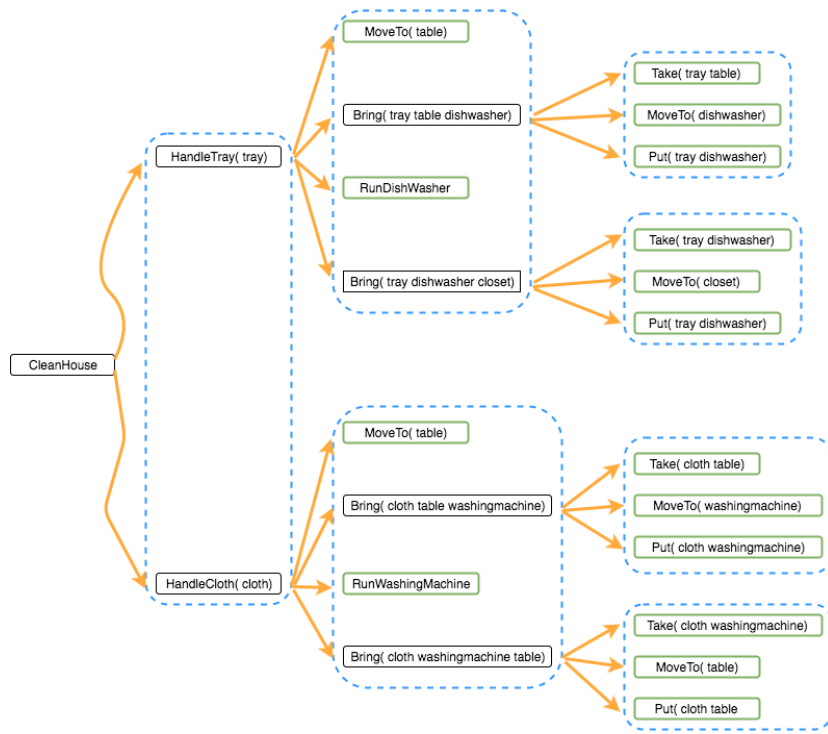 CleanHouse
HandleTray( tray)
MoveTo( table)
Bring( tray table dishwasher)
Take( tray table)
MoveTo( dishwasher)
Put( tray dishwasher)
RunDishWasher
Bring( tray dishwasher closet)
Take( tray dishwasher)
MoveTo( closet)
Put( tray dishwasher)
HandleCloth( cloth)
MoveTo( table)
Bring( cloth table washingmachine)
Take( cloth table)
MoveTo( washingmachine)
Put( cloth washingmachine)
RunWashingMachine
Bring( cloth washingmachine table)
Take( cloth washingmachine)
MoveTo( table)
Put( cloth table